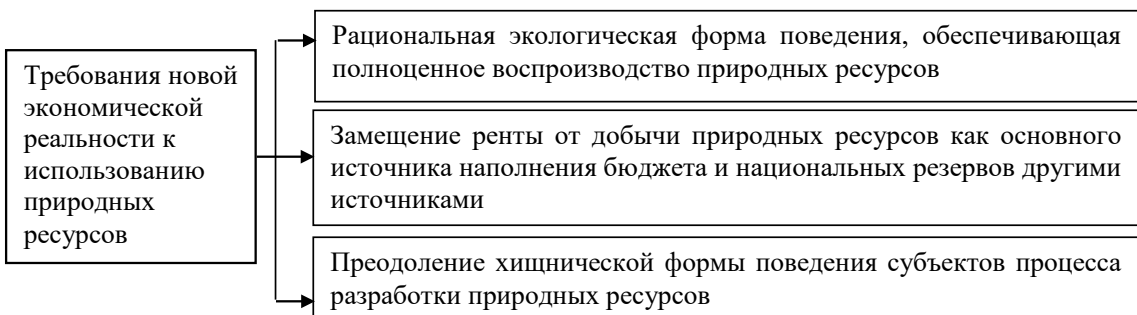 Требования новой
экономической
реальности к
использованию
природных
ресурсов
Рациональная экологическая форма поведения, обеспечивающая
полноценное воспроизводство природных ресурсов
Замещение ренты от добычи природных ресурсов как основного
источника наполнения бюджета и национальных резервов другими
источниками
Преодоление хищнической формы поведения субъектов процесса
разработки природных ресурсов